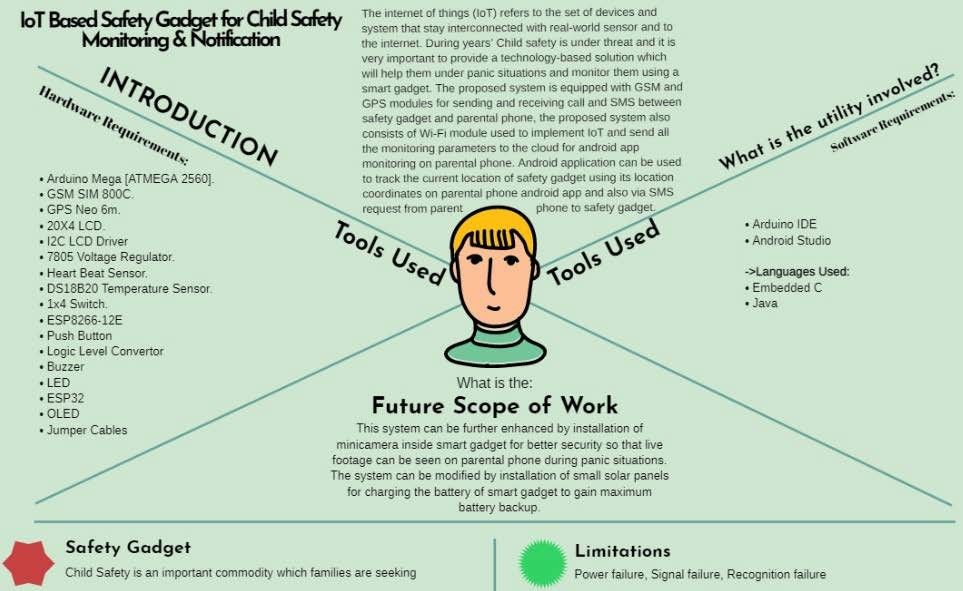 IoT Based Safety Gadget for Child Safety
Monitoring & Notification
The internet of things (IoT) refers to the set of devices and
system that stay interconnected with real-world sensor and to
the internet. During years' Child safety is under threat and it is
very important to provide a technology-based solution which
will help them under panic situations and monitor them using a
smart gadget. The proposed system is equipped with GSM and
GPS modules for sending and receiving call and SMS between
safety gadget and parental phone, the proposed system also
consists of Wi-Fi module used to implement IoT and send all
the monitoring parameters to the cloud for android app
monitoring on parental phone. Android application can be used
to track the current location of safety gadget using its location
coordinates on parental phone android app and also via SMS
request from parent phone to safety gadget.
INTRODUCTION
Hardware Requirements:
• Arduino Mega [ATMEGA 2560].
• GSM SIM 800C.
• GPS Neo 6m.
• 20X4 LCD.
• I2C LCD Driver
• 7805 Voltage Regulator.
• Heart Beat Sensor.
• DS18B20 Temperature Sensor.
• 1x4 Switch.
• ESP8266-12E
• Push Button
• Logic Level Convertor
• Buzzer
• LED
• ESP32
• OLED
• Jumper Cables
Tools Used
What is the utility involved?
Software Requirements:
Tools Used
• Arduino IDE
• Android Studio
->Languages Used:
• Embedded C
• Java
What is the:
Future Scope of Work
This system can be further enhanced by installation of
minicamera inside smart gadget for better security so that live
footage can be seen on parental phone during panic situations.
The system can be modified by installation of small solar panels
for charging the battery of smart gadget to gain maximum
battery backup.
Safety Gadget
Child Safety is an important commodity which families are seeking
Limitations
Power failure, Signal failure, Recognition failure